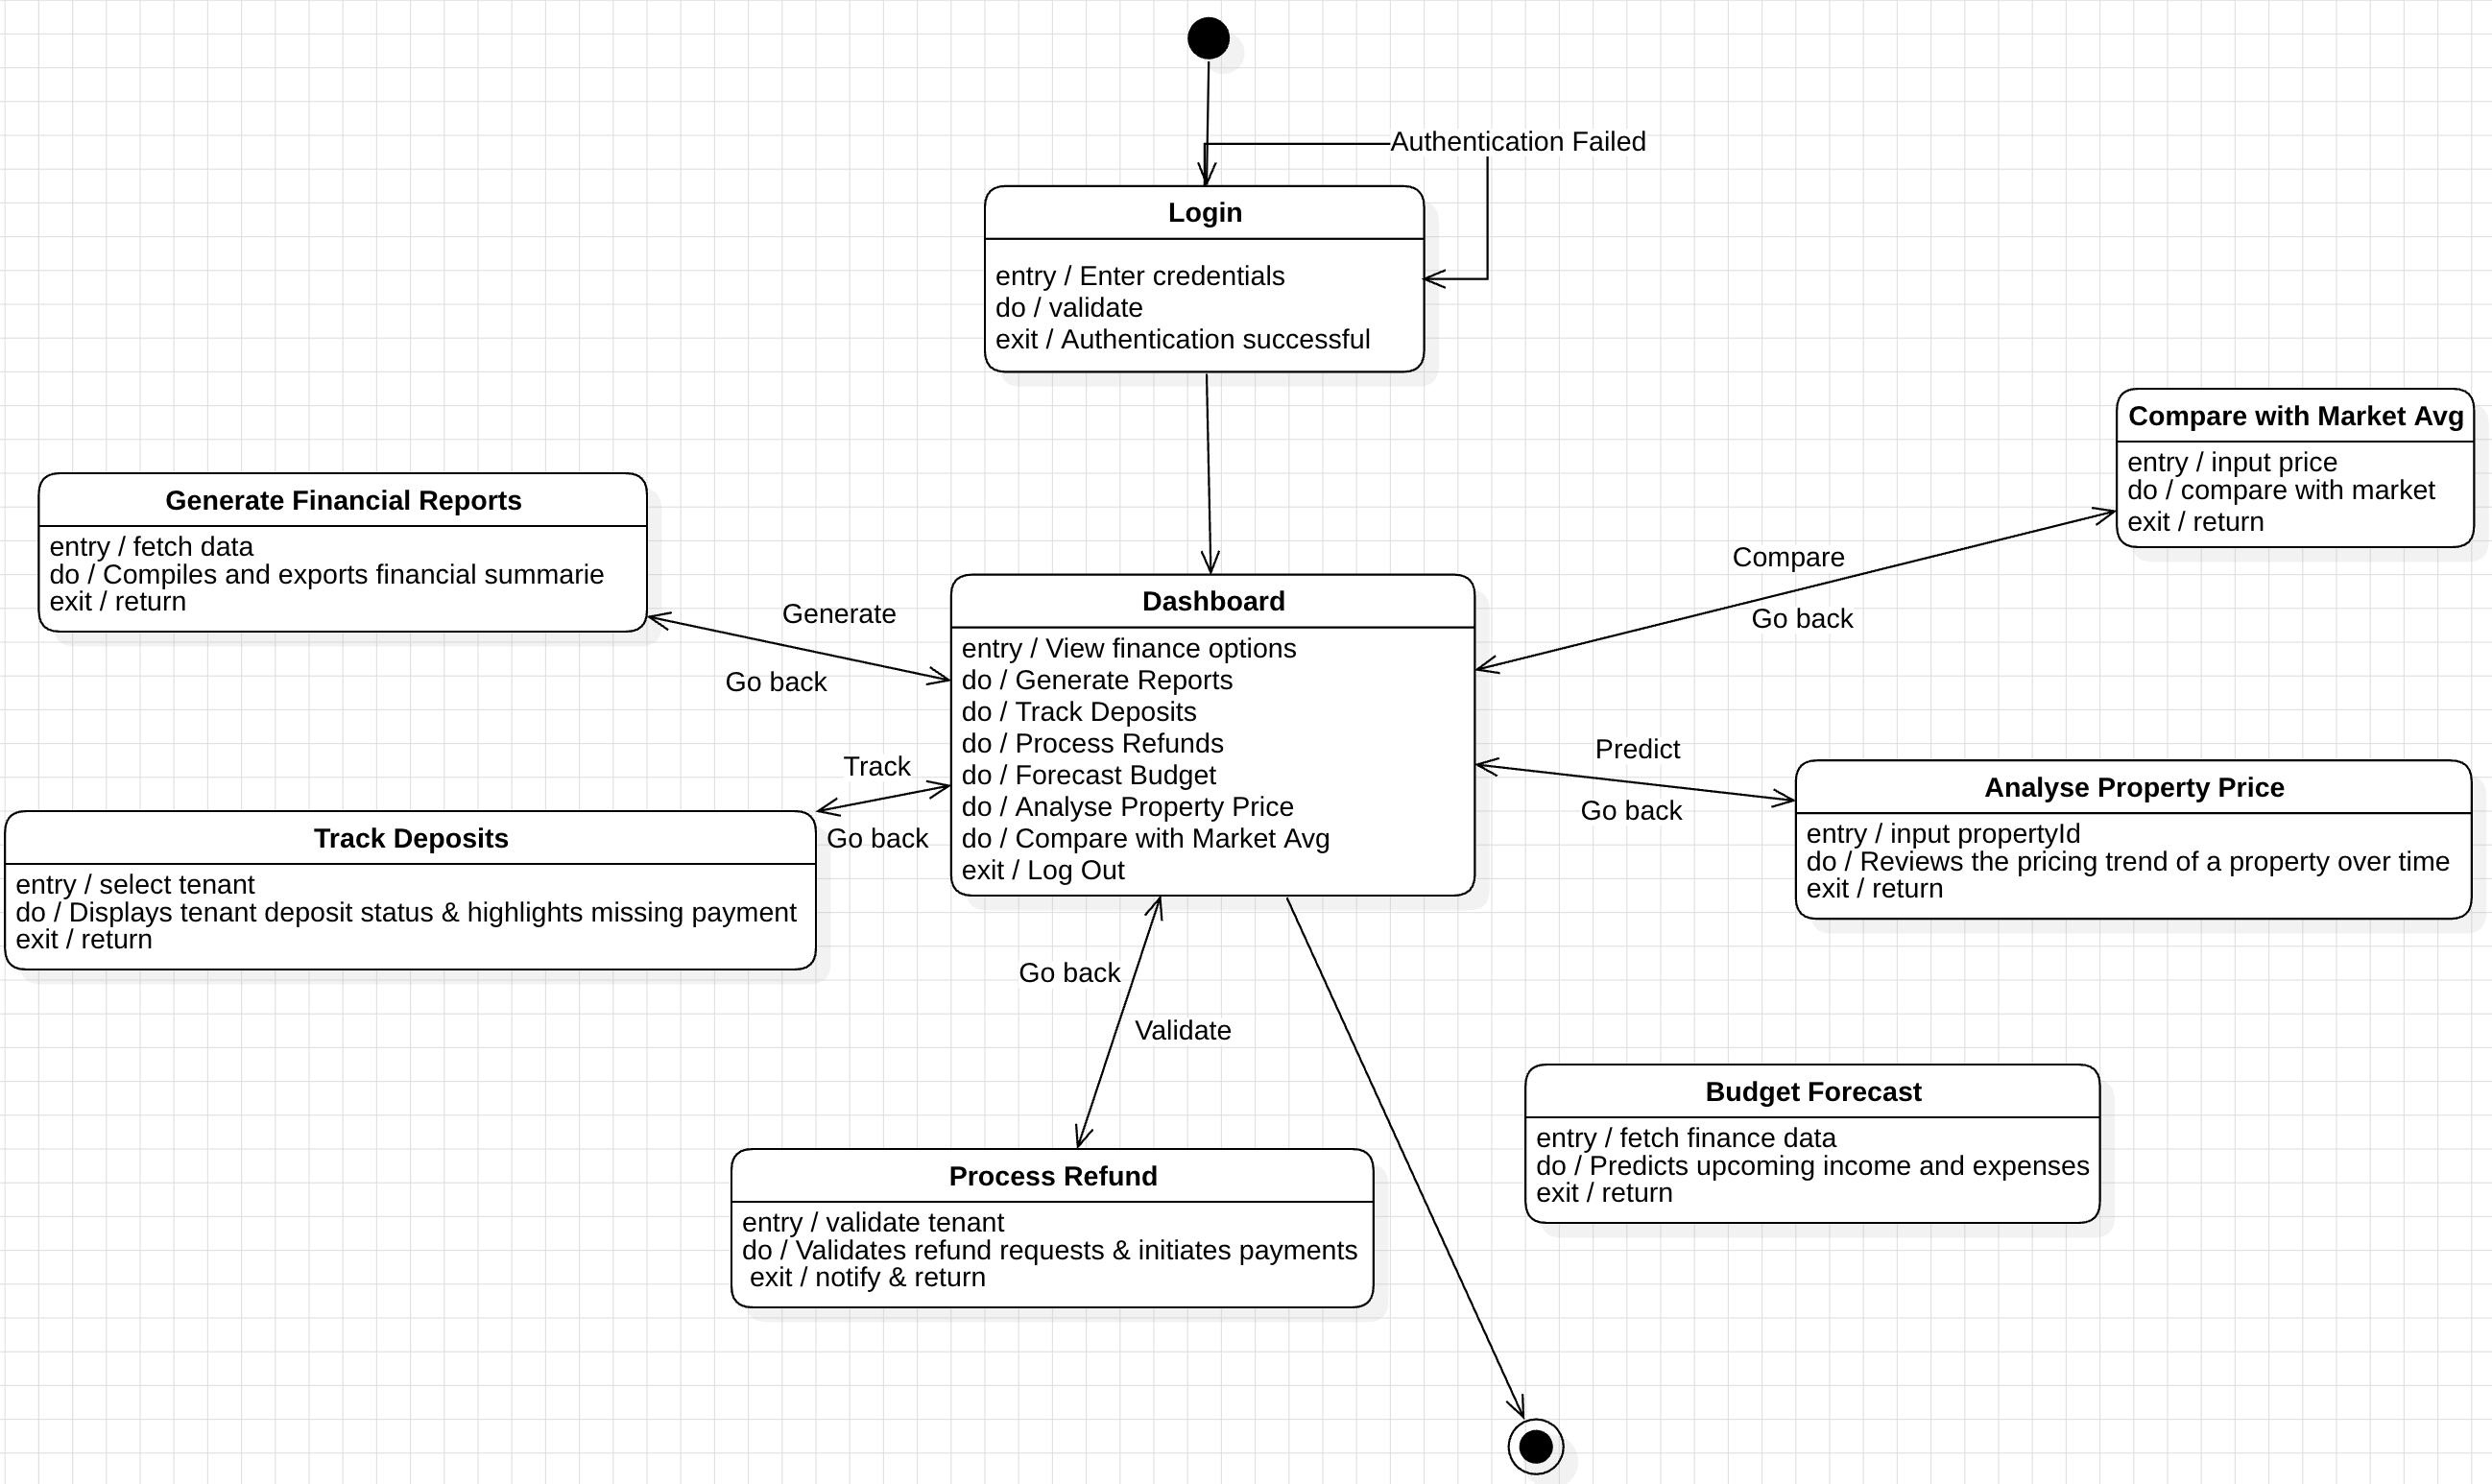 Authentication Failed
Login
entry / Enter credentials
do / validate
exit / Authentication successful
Compare with Market Avg
entry / input price
do / compare with market
exit / return
Generate Financial Reports
entry / fetch data
do / Compiles and exports financial summarie
exit / return
Generate
Go back
Compare
Go back
Dashboard
entry / View finance options
do / Generate Reports
do / Track Deposits
do / Process Refunds
do / Forecast Budget
do / Analyse Property Price
do / Compare with Market Avg
exit / Log Out
Track
Go back
Predict
Go back
Track Deposits
entry / select tenant
do / Displays tenant deposit status & highlights missing payment
exit / return
Analyse Property Price
entry / input propertyId
do / Reviews the pricing trend of a property over time
exit / return
Go back
Validate
Process Refund
entry / validate tenant
do / Validates refund requests & initiates payments
exit / notify & return
Budget Forecast
entry / fetch finance data
do / Predicts upcoming income and expenses
exit / return